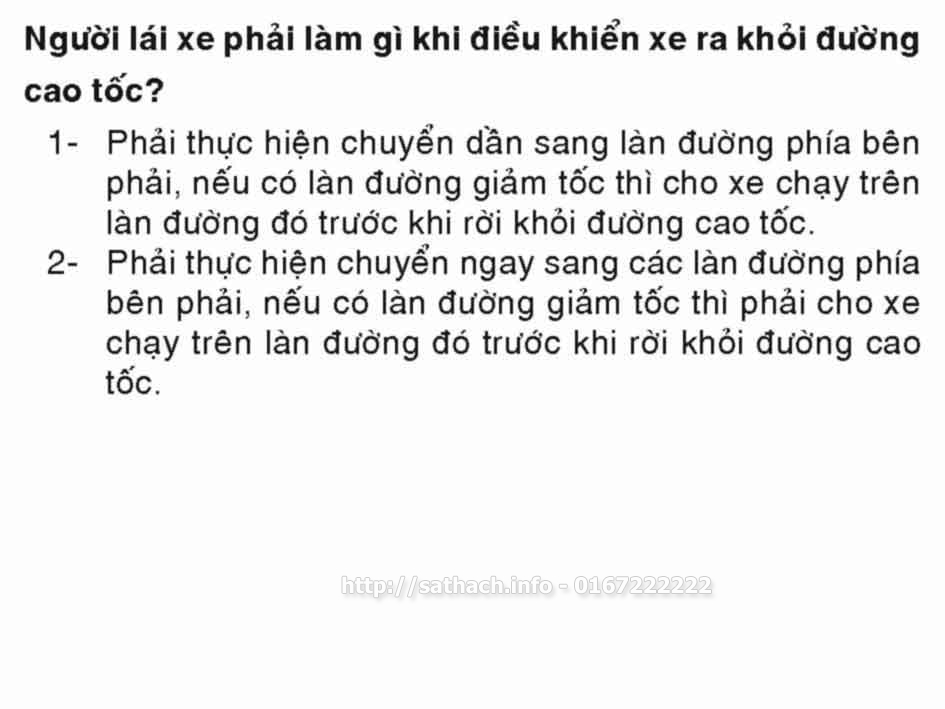 Người lái xe phải làm gì khi điều khiển xe ra khỏi đường
cao tốc?
1- Phải thực hiện chuyển dần sang làn đường phía bên
phải, nếu có làn đường giảm tốc thì cho xe chạy trên
làn đường đó trước khi rời khỏi đường cao tốc.
2- Phải thực hiện chuyển ngay sang các làn đường phía
bên phải, nếu có làn đường giảm tốc thì phải cho xe
chạy trên làn đường đó trước khi rời khỏi đường cao
tốc.
http://sathach.info - 0167222222